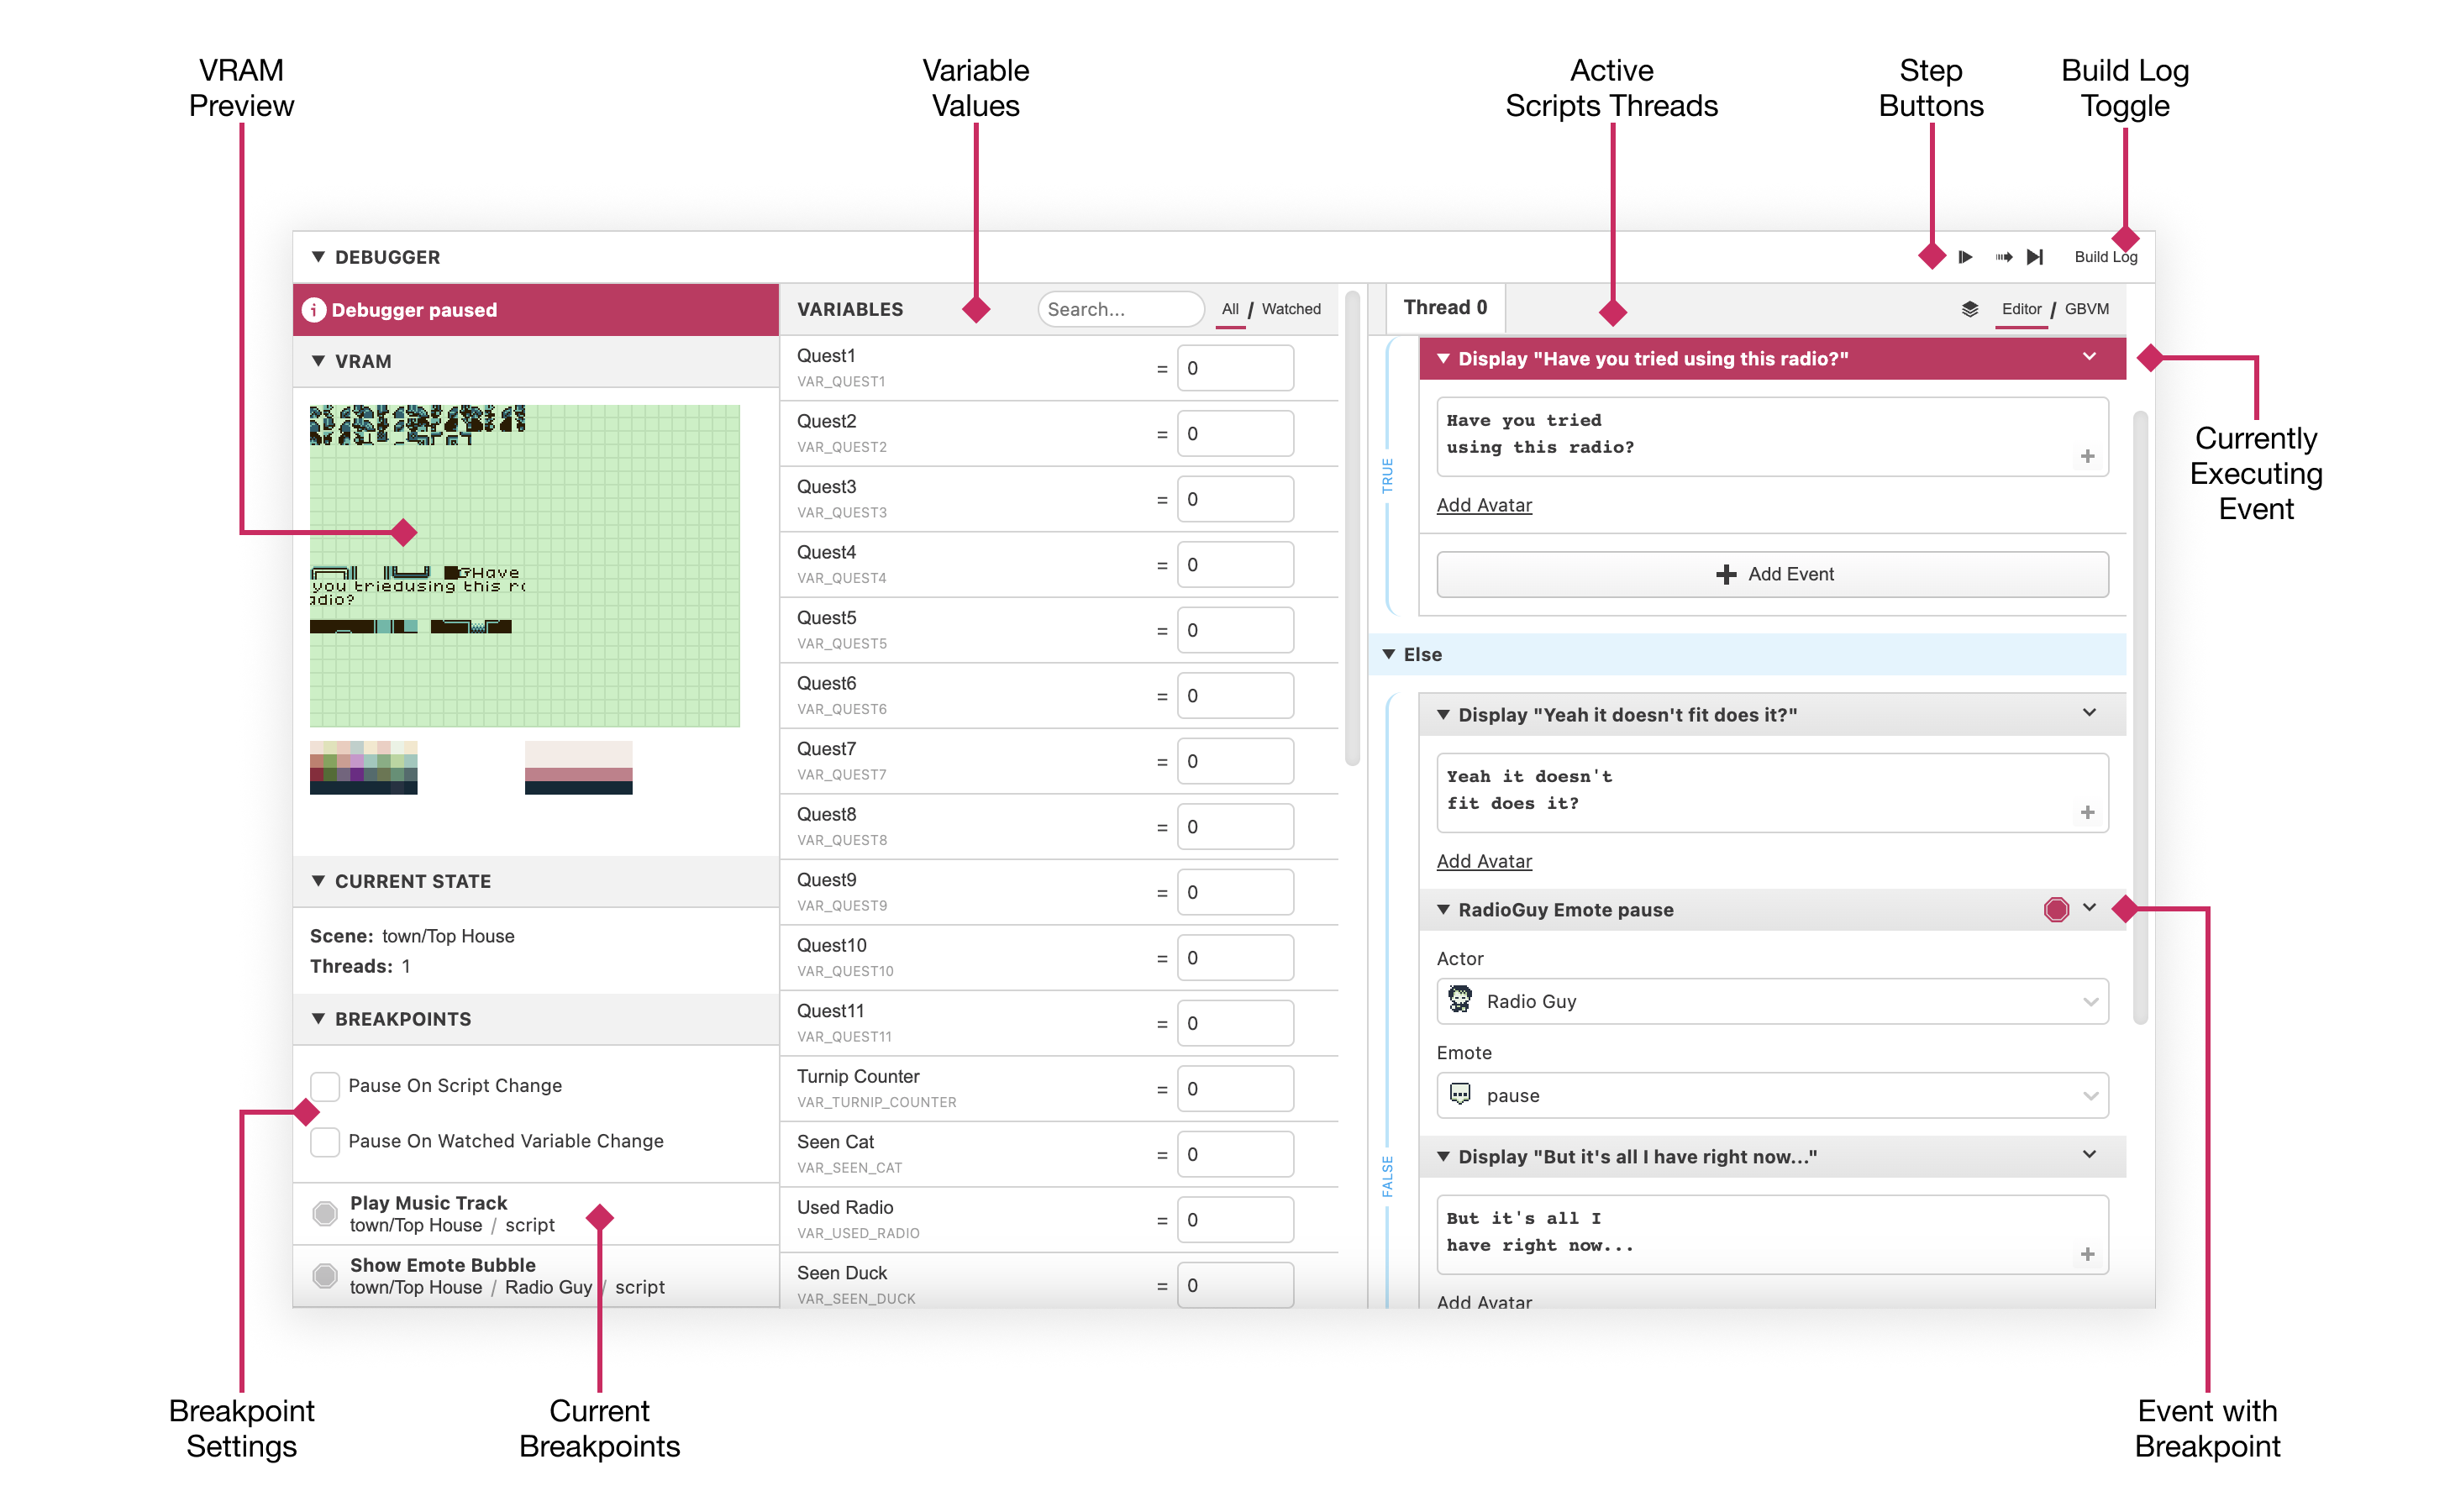 VRAM
Preview
Variable
Values
Active
Scripts Threads
Step
Buttons
Build Log
Toggle
DEBUGGER
Build Log
Debugger paused
VRAM
Have
you triedusing this ro
adio?
CURRENT STATE
Scene: town/Top House
Threads: 1
BREAKPOINTS
Pause On Script Change
Pause On Watched Variable Change
Play Music Track
town/Top House / script
Show Emote Bubble
town/Top House / Radio Guy / script
VARIABLES
Search...
All / Watched
Quest1
VAR_QUEST1
= 0
Quest2
VAR_QUEST2
= 0
Quest3
VAR_QUEST3
= 0
Quest4
VAR_QUEST4
= 0
Quest5
VAR_QUEST5
= 0
Quest6
VAR_QUEST6
= 0
Quest7
VAR_QUEST7
= 0
Quest8
VAR_QUEST8
= 0
Quest9
VAR_QUEST9
= 0
Quest10
VAR_QUEST10
= 0
Quest11
VAR_QUEST11
= 0
Turnip Counter
VAR_TURNIP_COUNTER
= 0
Seen Cat
VAR_SEEN_CAT
= 0
Used Radio
VAR_USED_RADIO
= 0
Seen Duck
VAR_SEEN_DUCK
= 0
Thread 0
Editor / GBVM
Display "Have you tried using this radio?"
Have you tried
using this radio?
Add Avatar
Add Event
TRUE
Else
Display "Yeah it doesn't fit does it?"
Yeah it doesn't
fit does it?
Add Avatar
RadioGuy Emote pause
Actor
Radio Guy
Emote
pause
Display "But it's all I have right now..."
FALSE
But it's all I
have right now...
Add Avatar
Currently
Executing
Event
Breakpoint
Settings
Current
Breakpoints
Event with
Breakpoint